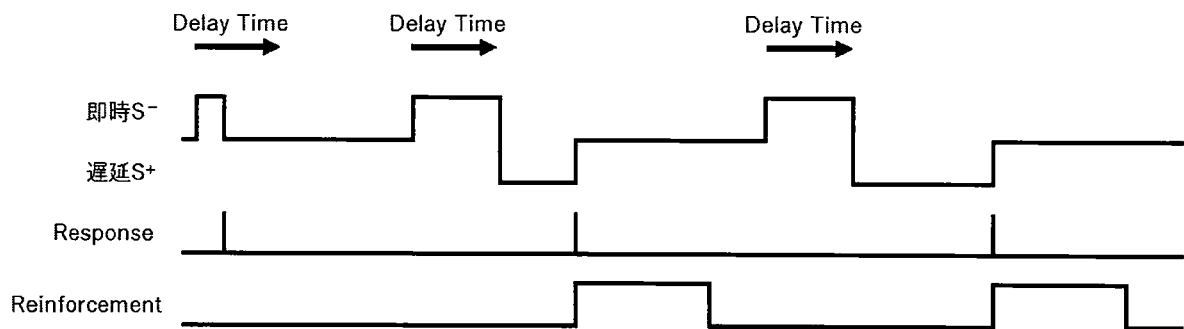 Delay Time
Delay Time
Delay Time
即時S⁻
遅延S⁺
Response
Reinforcement